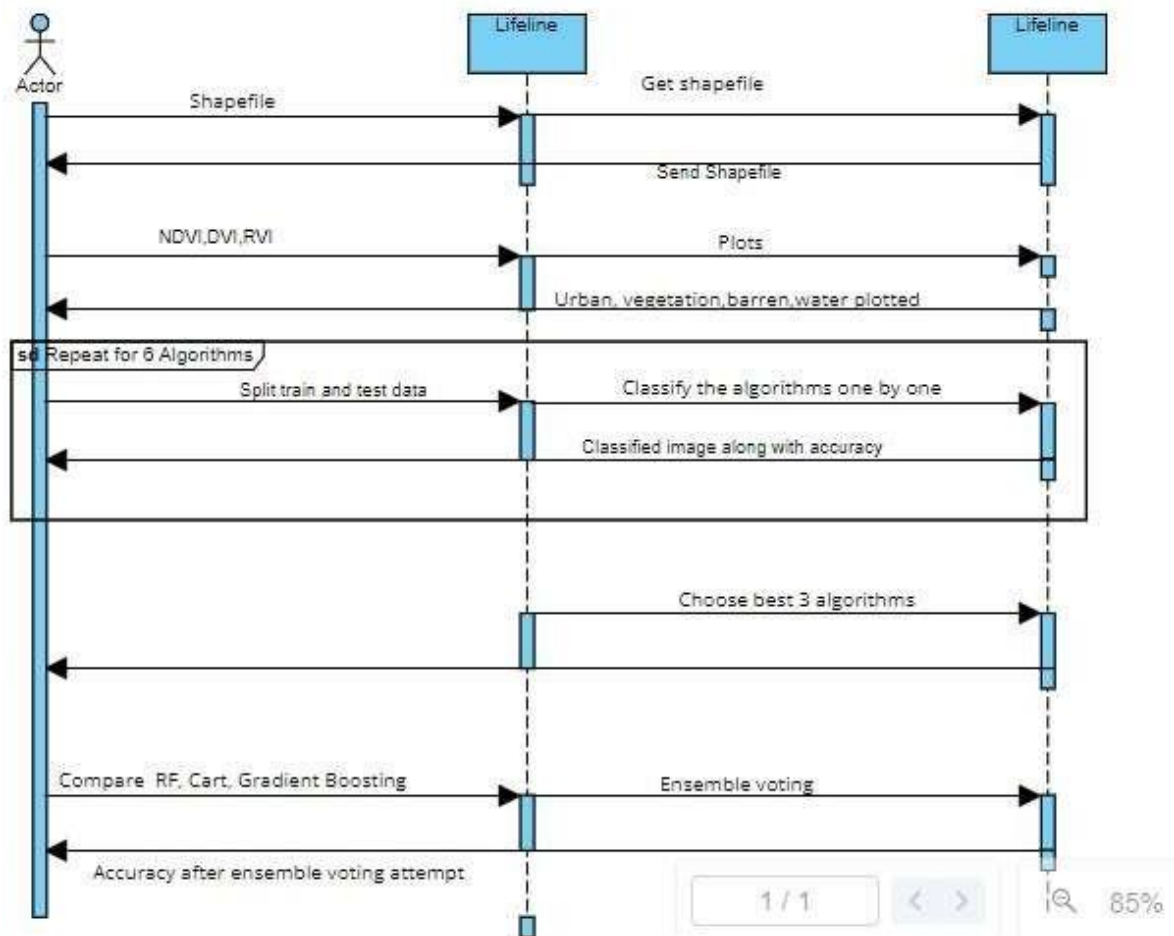 Lifeline
Lifeline
Actor
Shapefile
Get shapefile
Send Shapefile
NDVI,DVI,RVI
Plots
Urban, vegetation,barren,water plotted
sd Repeat for 6 Algorithms
Split train and test data
Classify the algorithms one by one
Classified image along with accuracy
Choose best 3 algorithms
Compare RF, Cart, Gradient Boosting
Ensemble voting
Accuracy after ensemble voting attempt
1 / 1
85%